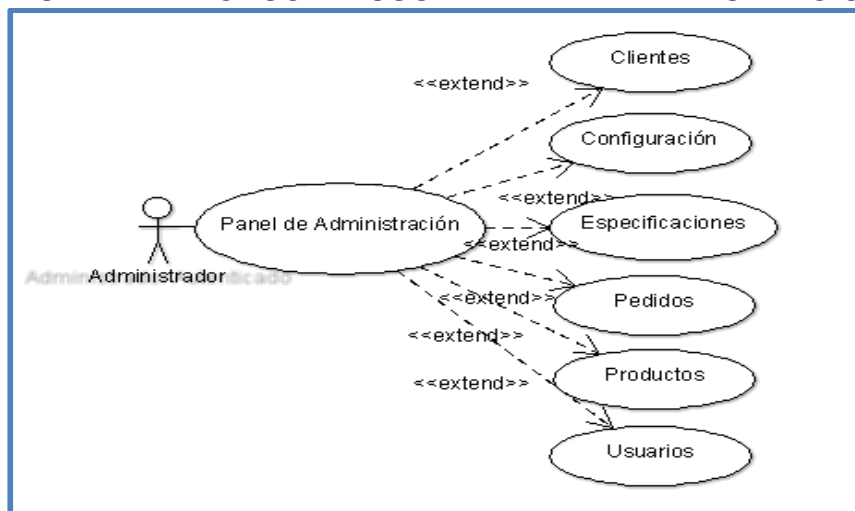 Clientes
<<extend>>
Configuración
<<extend>>
Panel de Administración
Especificaciones
<<extend>>
Administrador
Pedidos
<<extend>>
<<extend>>
Productos
<<extend>>
Usuarios